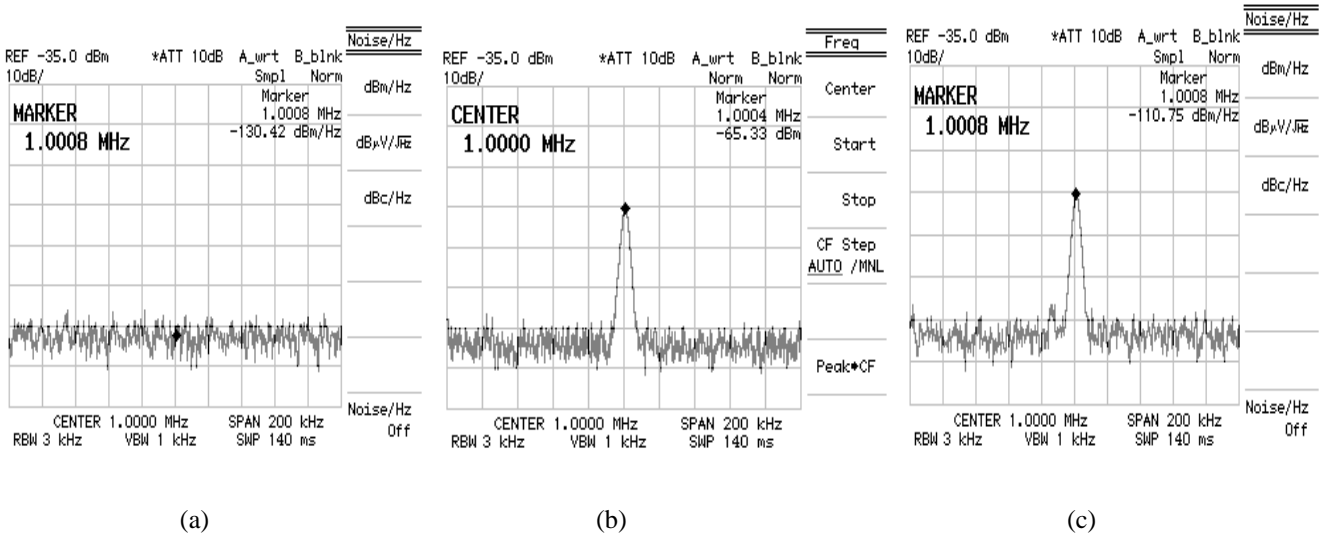 Noise/Hz
REF -35.0 dBm *ATT 10dB A_wrt B_blnk
10dB/ Smpl Norm
MARKER
1.0008 MHz
Marker
1.0008 MHz
-130.42 dBm/Hz
dBm/Hz
dBμV/√Hz
dBc/Hz
Noise/Hz
Off
CENTER 1.0000 MHz SPAN 200 kHz
RBW 3 kHz VBW 1 kHz SWP 140 ms
(a)
Freq
REF -35.0 dBm *ATT 10dB A_wrt B_blnk
10dB/ Norm Norm
CENTER
1.0000 MHz
Marker
1.0004 MHz
-65.33 dBm
Center
Start
Stop
CF Step
AUTO /MNL
Peak♦CF
CENTER 1.0000 MHz SPAN 200 kHz
RBW 3 kHz VBW 1 kHz SWP 140 ms
(b)
Noise/Hz
REF -35.0 dBm *ATT 10dB A_wrt B_blnk
10dB/ Smpl Norm
MARKER
1.0008 MHz
Marker
1.0008 MHz
-110.75 dBm/Hz
dBm/Hz
dBμV/√Hz
dBc/Hz
Noise/Hz
Off
CENTER 1.0000 MHz SPAN 200 kHz
RBW 3 kHz VBW 1 kHz SWP 140 ms
(c)